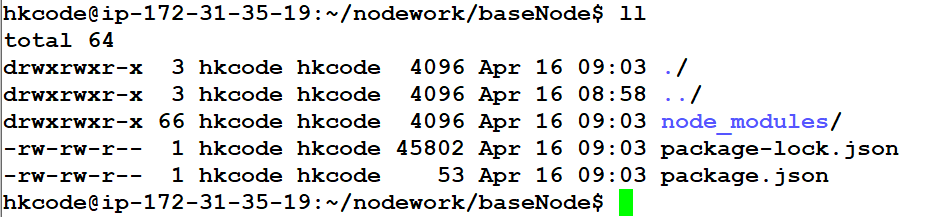 hkcode@ip-172-31-35-19:~/nodework/baseNode$ ll
total 64
drwxrwxr-x  3 hkcode hkcode  4096 Apr 16 09:03 ./
drwxrwxr-x  3 hkcode hkcode  4096 Apr 16 08:58 ../
drwxrwxr-x 66 hkcode hkcode  4096 Apr 16 09:03 node_modules/
-rw-rw-r--  1 hkcode hkcode 45802 Apr 16 09:03 package-lock.json
-rw-rw-r--  1 hkcode hkcode    53 Apr 16 09:03 package.json
hkcode@ip-172-31-35-19:~/nodework/baseNode$